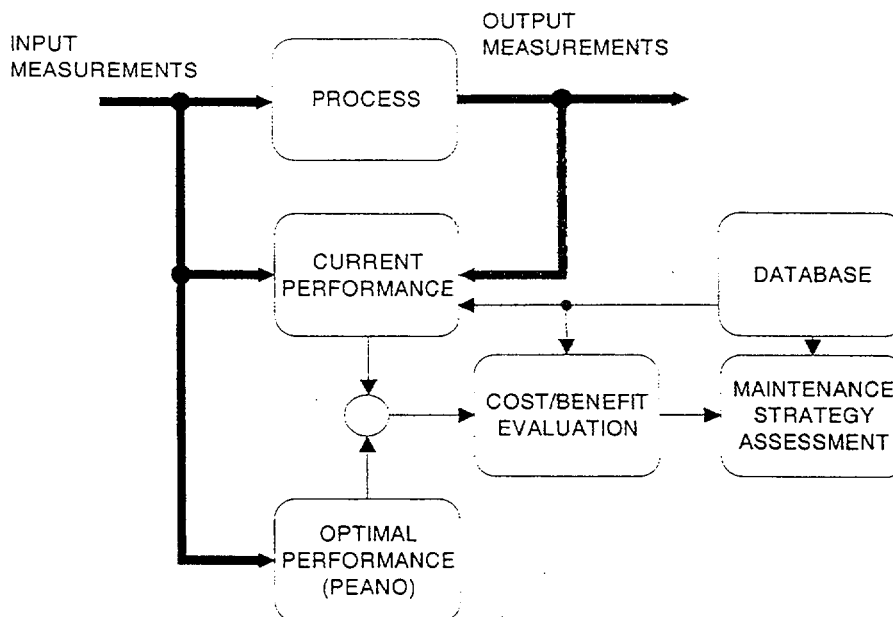 INPUT
MEASUREMENTS
OUTPUT
MEASUREMENTS
PROCESS
CURRENT
PERFORMANCE
DATABASE
COST/BENEFIT
EVALUATION
MAINTENANCE
STRATEGY
ASSESSMENT
OPTIMAL
PERFORMANCE
(PEANO)